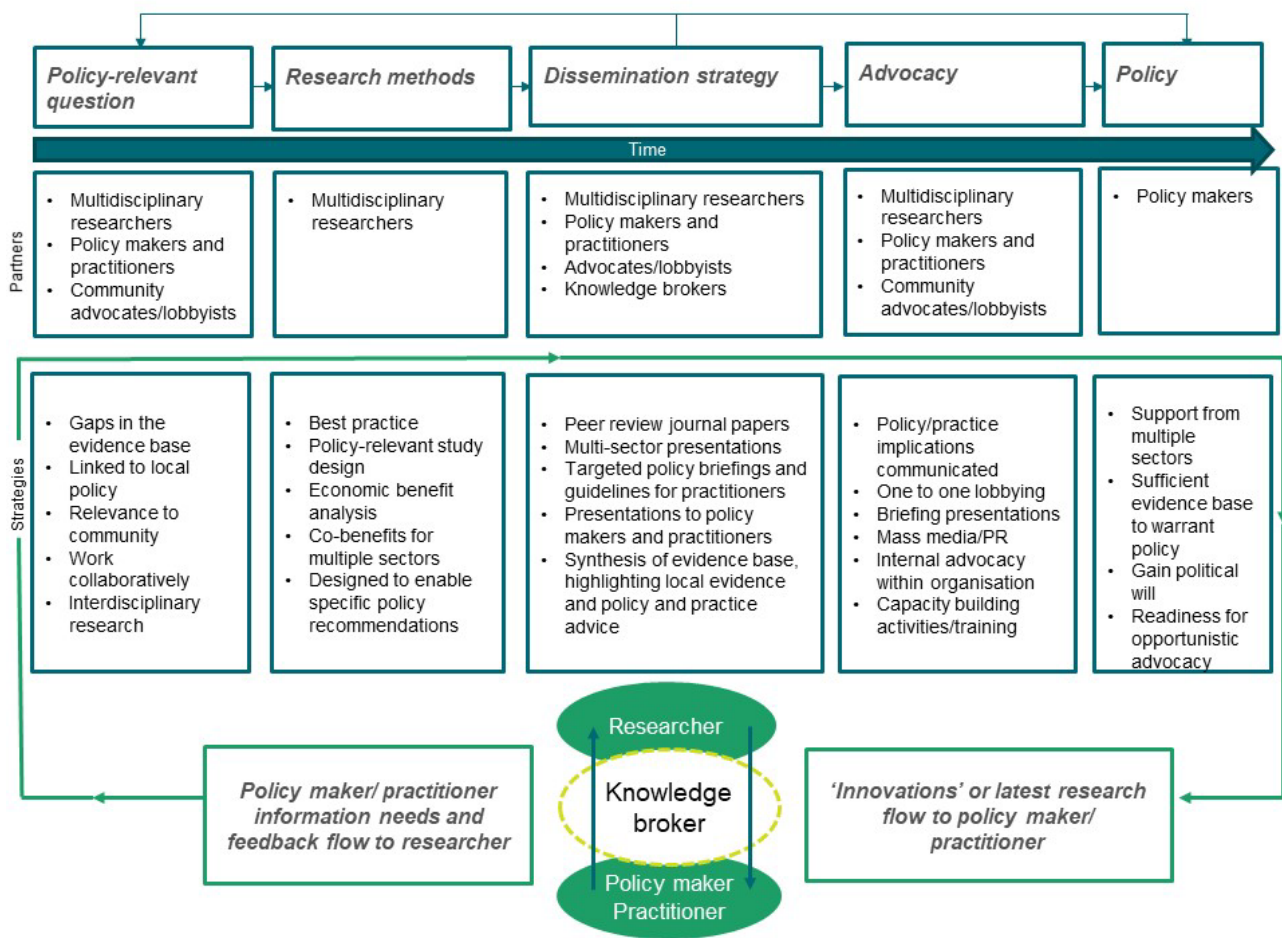 Policy-relevant
question
Research methods
Dissemination strategy
Advocacy
Policy
Time
Partners
• Multidisciplinary
researchers
• Policy makers and
practitioners
• Community
advocates/lobbyists
• Multidisciplinary
researchers
• Multidisciplinary researchers
• Policy makers and
practitioners
• Advocates/lobbyists
• Knowledge brokers
• Multidisciplinary
researchers
• Policy makers and
practitioners
• Community
advocates/lobbyists
• Policy makers
Strategies
• Gaps in the
evidence base
• Linked to local
policy
• Relevance to
community
• Work
collaboratively
• Interdisciplinary
research
• Best practice
• Policy-relevant study
design
• Economic benefit
analysis
• Co-benefits for
multiple sectors
• Designed to enable
specific policy
recommendations
• Peer review journal papers
• Multi-sector presentations
• Targeted policy briefings and
guidelines for practitioners
• Presentations to policy
makers and practitioners
• Synthesis of evidence base,
highlighting local evidence
and policy and practice
advice
• Policy/practice
implications
communicated
• One to one lobbying
• Briefing presentations
• Mass media/PR
• Internal advocacy
within organisation
• Capacity building
activities/training
• Support from
multiple
sectors
• Sufficient
evidence base
to warrant
policy
• Gain political
will
• Readiness for
opportunistic
advocacy
Policy maker/ practitioner
information needs and
feedback flow to researcher
Researcher
Knowledge
broker
Policy maker
Practitioner
‘Innovations’ or latest research
flow to policy maker/
practitioner